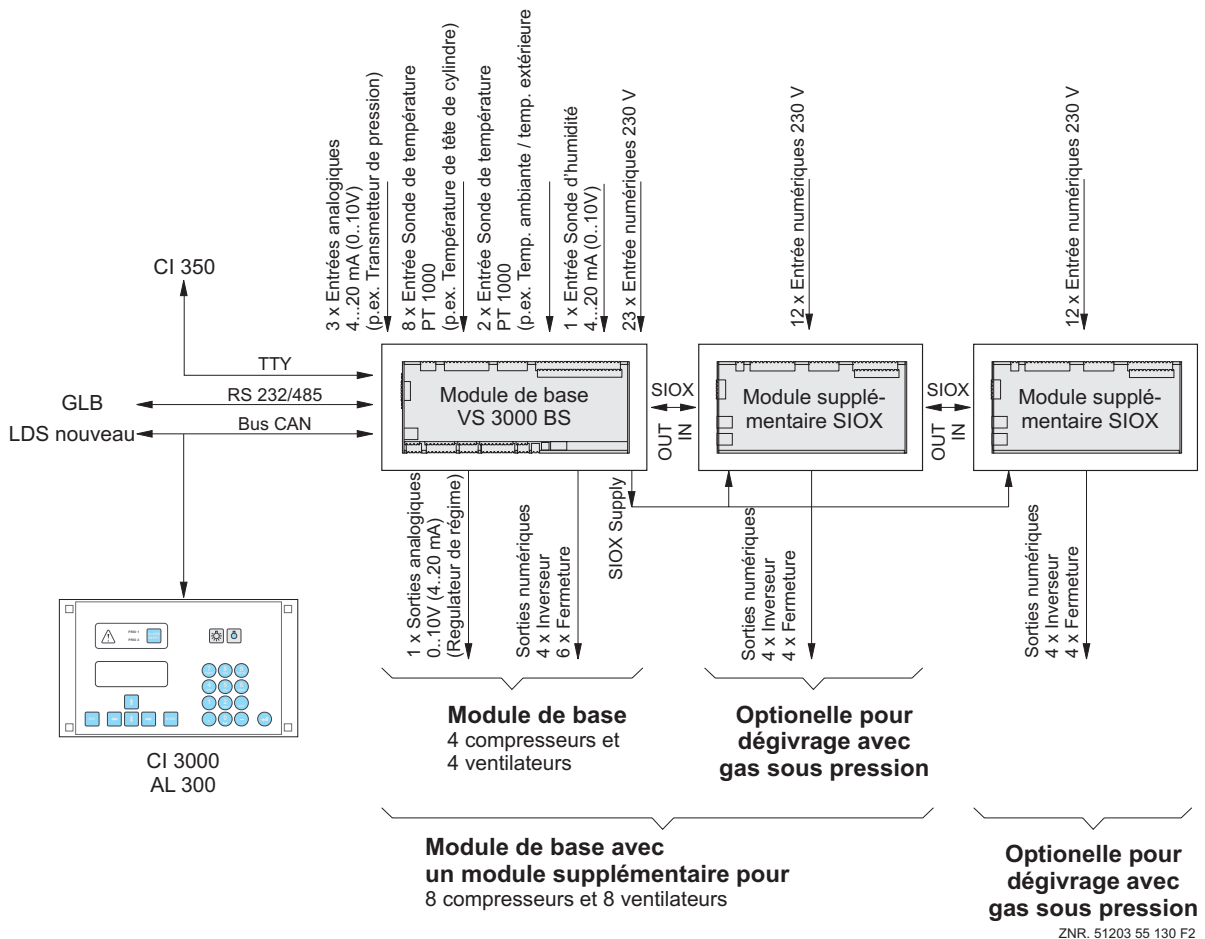 3 x Entrées analogiques
4...20 mA (0..10V)
(p.ex. Transmetteur de pression)
8 x Entrée Sonde de température
PT 1000
(p.ex. Température de tête de cylindre)
2 x Entrée Sonde de température
PT 1000
(p.ex. Temp. ambiante / temp. extérieure
1 x Entrée Sonde d'humidité
4...20 mA (0..10V)
23 x Entrée numériques 230 V
12 x Entrée numériques 230 V
12 x Entrée numériques 230 V
CI 350
TTY
GLB
RS 232/485
LDS nouveau
Bus CAN
Module de base
VS 3000 BS
SIOX
OUT
IN
Module supplé-
mentaire SIOX
SIOX
OUT
IN
Module supplé-
mentaire SIOX
1 x Sorties analogiques
0..10V (4..20 mA)
(Regulateur de régime)
Sorties numériques
4 x Inverseur
6 x Fermeture
SIOX Supply
Sorties numériques
4 x Inverseur
4 x Fermeture
Sorties numériques
4 x Inverseur
4 x Fermeture
CI 3000
AL 300
Module de base
4 compresseurs et
4 ventilateurs
Optionelle pour
dégivrage avec
gas sous pression
Module de base avec
un module supplémentaire pour
8 compresseurs et 8 ventilateurs
Optionelle pour
dégivrage avec
gas sous pression
ZNR. 51203 55 130 F2